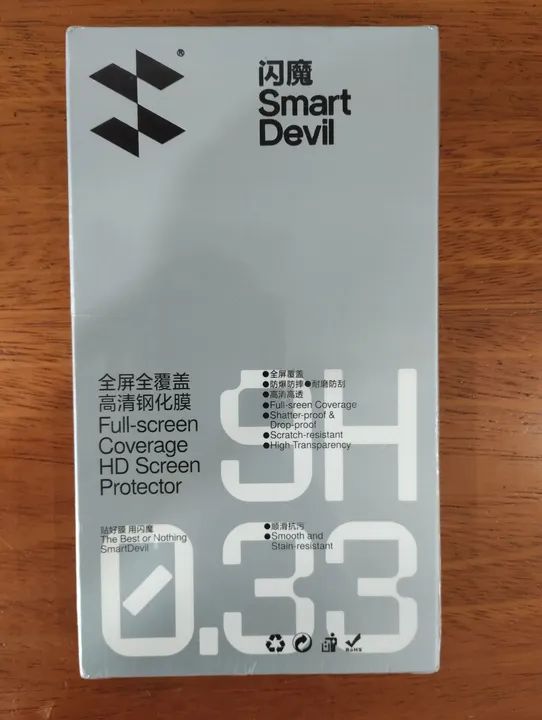 ®
闪魔
Smart
Devil
全屏全覆盖
高清钢化膜
Full-screen
Coverage
HD Screen
Protector
●全屏覆盖
●防爆防摔●耐磨防刮
●高清高透
●Full-sreen Coverage
●Shatter-proof &
Drop-proof
●Scratch-resistant
●High Transparency
9H
贴好膜 用闪魔
The Best or Nothing
SmartDevil
●顺滑抗污
●Smooth and
Stain-resistant
0.33
RoHS